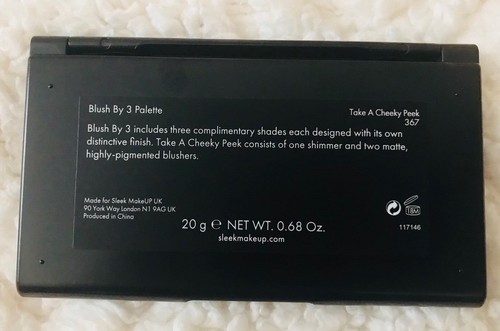 Blush By 3 Palette
Take A Cheeky Peek
367
Blush By 3 includes three complimentary shades each designed with its own
distinctive finish. Take A Cheeky Peek consists of one shimmer and two matte,
highly-pigmented blushers.
Made for Sleek MakeUP UK
90 York Way London N1 9AG UK
Produced in China
20 g ℮ NET WT. 0.68 Oz.
sleekmakeup.com
18M
117146